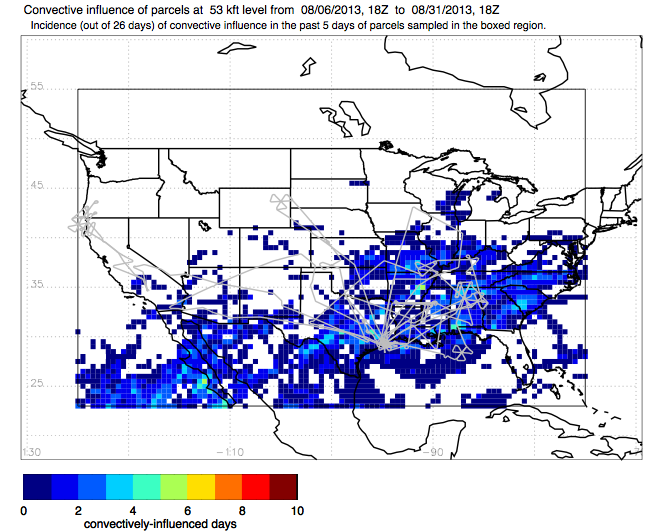 Convective influence of parcels at 53 kft level from 08/06/2013, 18Z to 08/31/2013, 18Z
Incidence (out of 26 days) of convective influence in the past 5 days of parcels sampled in the boxed region.
55
45
35
25
-110
-90
0 2 4 6 8 10
convectively-influenced days